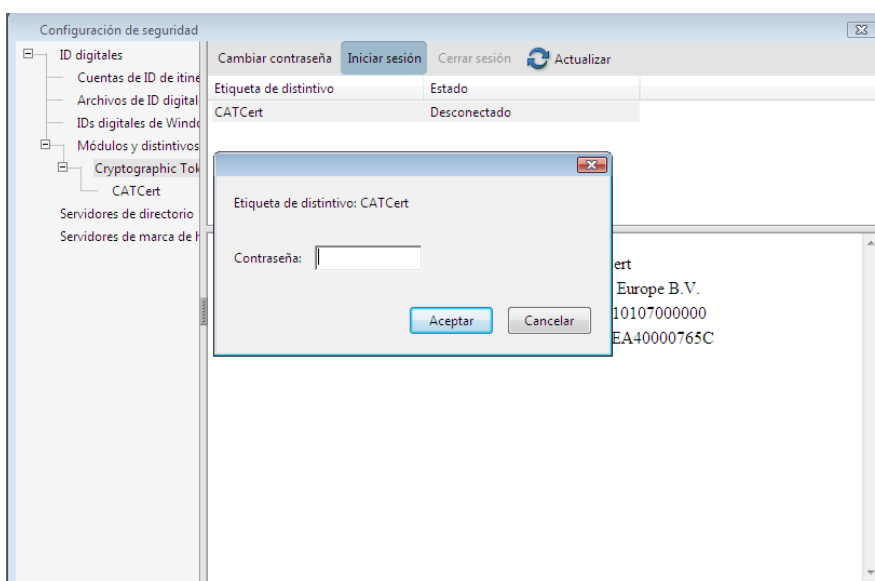 Configuración de seguridad
ID digitales
Cuentas de ID de itine
Archivos de ID digital
IDs digitales de Windo
Módulos y distintivos
Cryptographic Tok
CATCert
Servidores de directorio
Servidores de marca de h
Cambiar contraseña Iniciar sesión Cerrar sesión Actualizar
Etiqueta de distintivo Estado
CATCert Desconectado
Etiqueta de distintivo: CATCert
Contraseña:
Aceptar Cancelar
ert
Europe B.V.
10107000000
EA40000765C